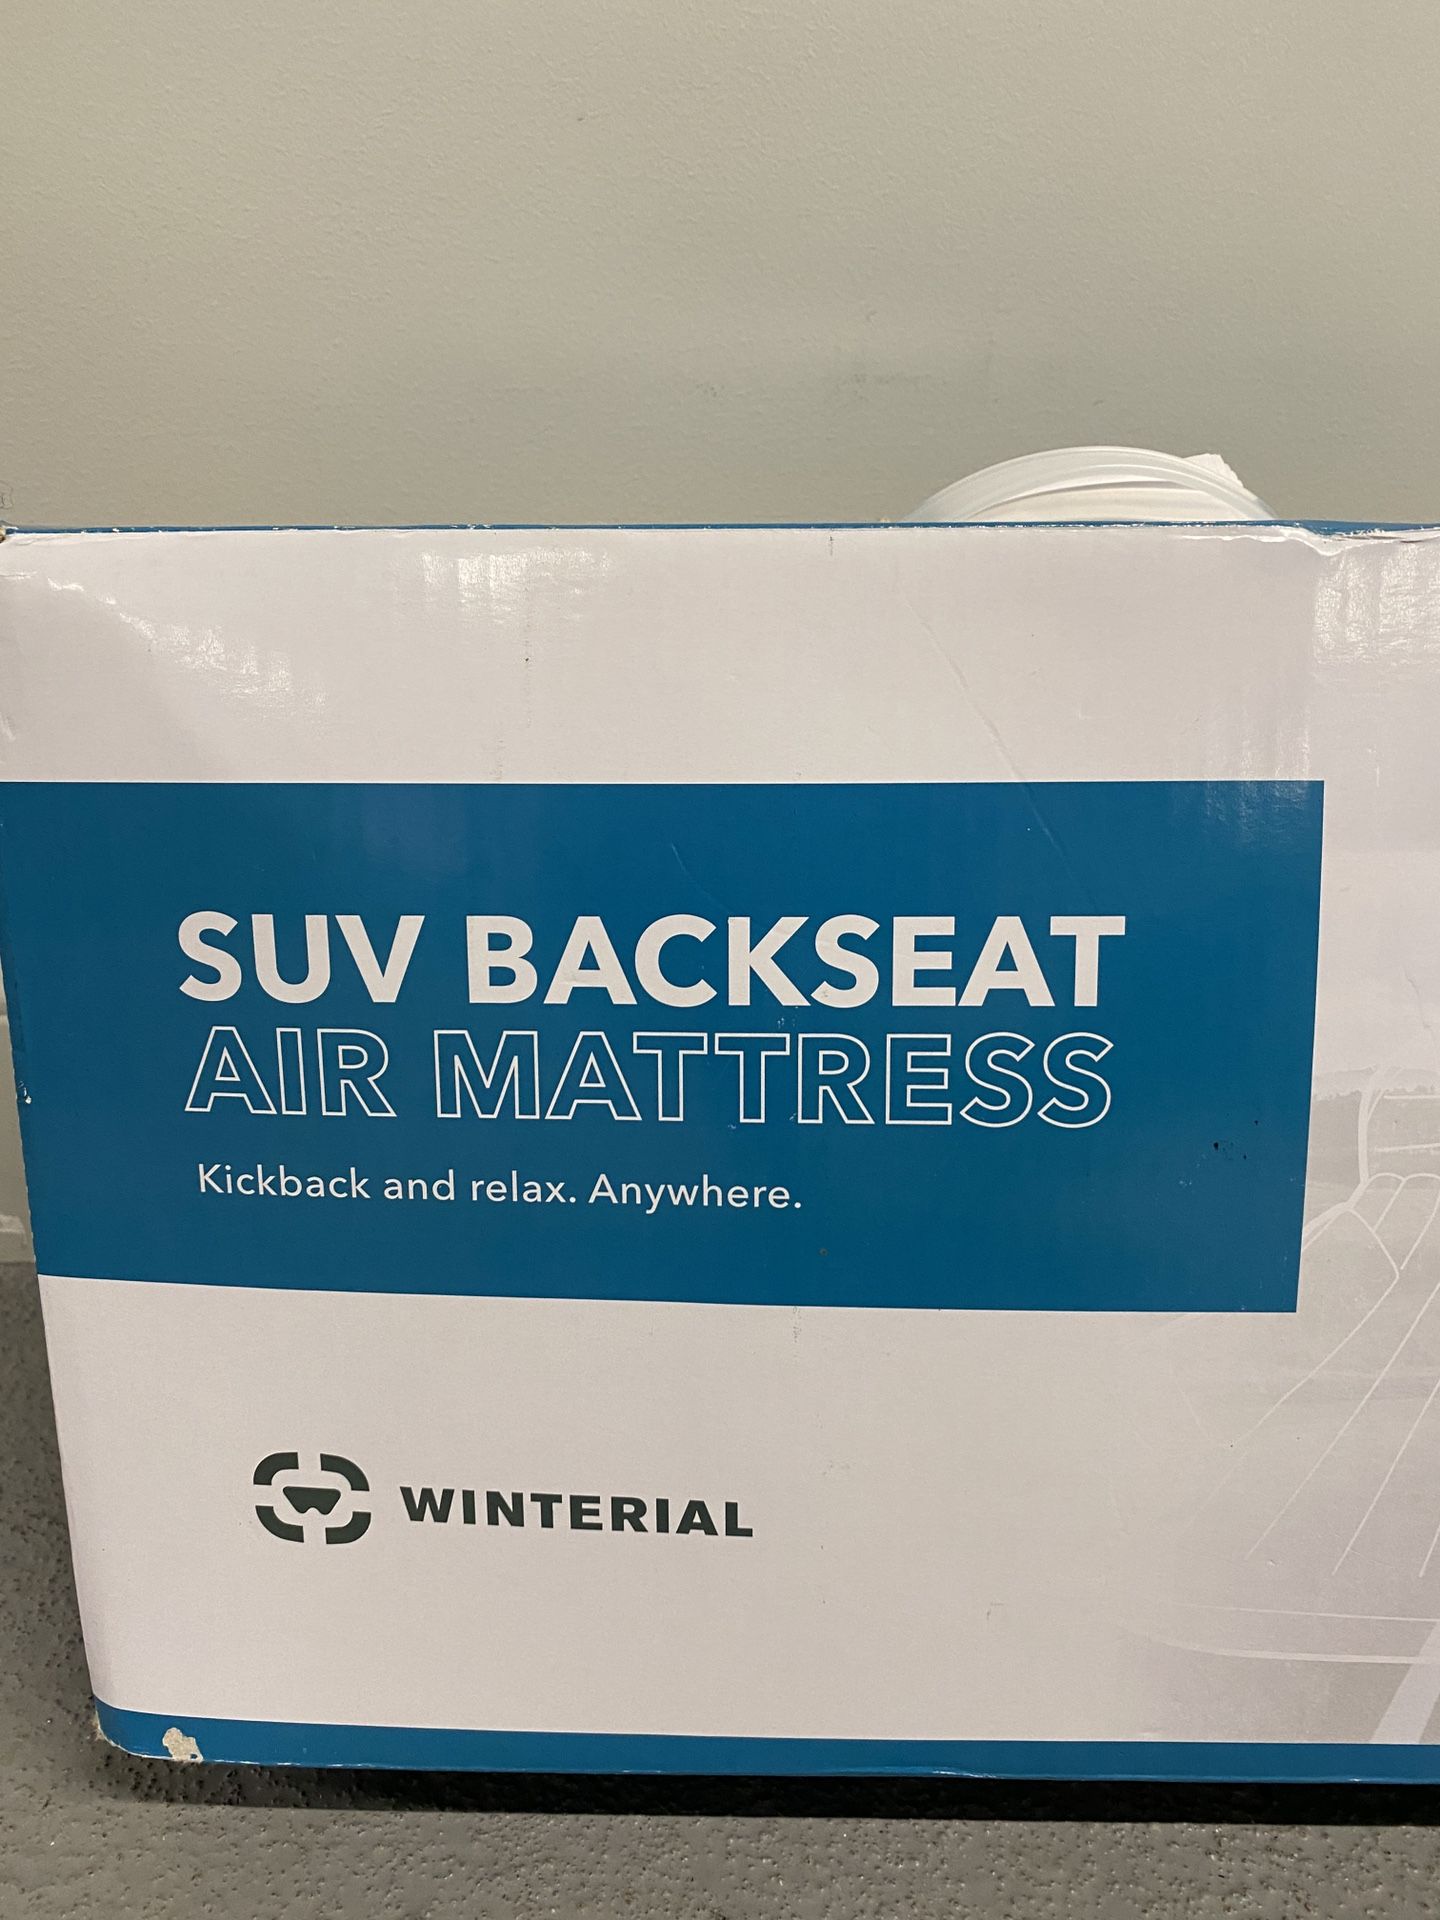 SUV BACKSEAT
AIR MATTRESS
Kickback and relax. Anywhere.
WINTERIAL